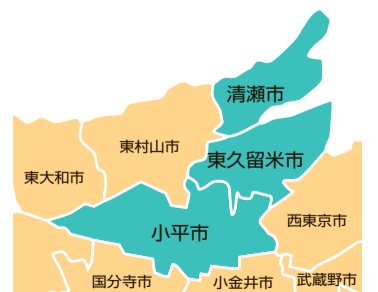 清瀬市
東村山市
東久留米市
東大和市
西東京市
小平市
国分寺市
小金井市
武蔵野市